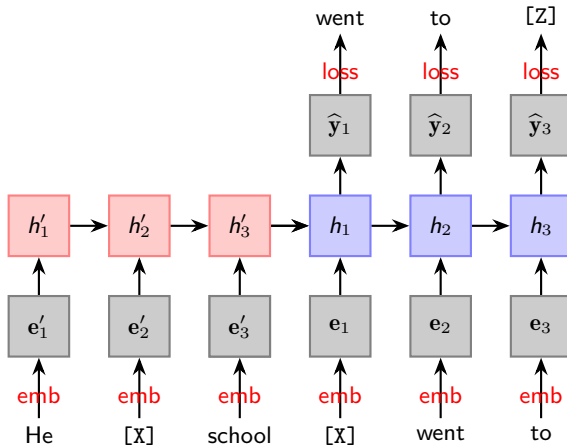 went to [Z]
loss loss loss
ŷ₁ ŷ₂ ŷ₃
h′₁ h′₂ h′₃ h₁ h₂ h₃
e′₁ e′₂ e′₃ e₁ e₂ e₃
emb emb emb emb emb emb
He [X] school [X] went to